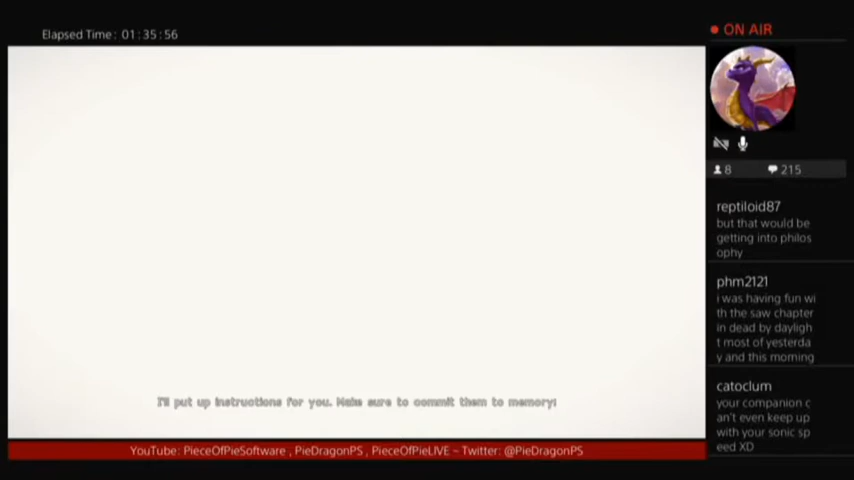 Elapsed Time: 01:35:56
ON AIR
8
215
reptiloid87
but that would be
getting into philos
ophy
phm2121
i was having fun wi
th the saw chapter
in dead by dayligh
t most of yesterda
y and this morning
catoclum
your companion c
an't even keep up
with your sonic sp
eed XD
I'll put up instructions for you. Make sure to commit them to memory!
YouTube: PieceOfPieSoftware , PieDragonPS , PieceOfPieLIVE – Twitter: @PieDragonPS